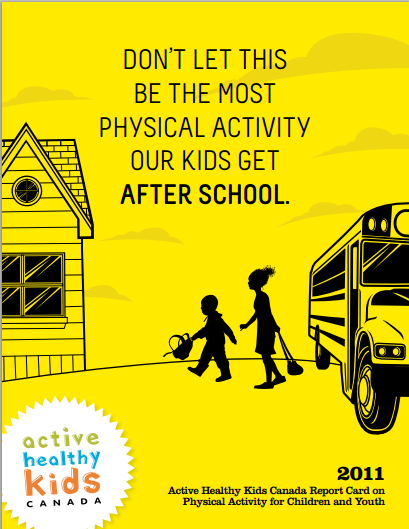 DON'T LET THIS
BE THE MOST
PHYSICAL ACTIVITY
OUR KIDS GET
AFTER SCHOOL.
active
healthy
kids
CANADA
2011
Active Healthy Kids Canada Report Card on
Physical Activity for Children and Youth